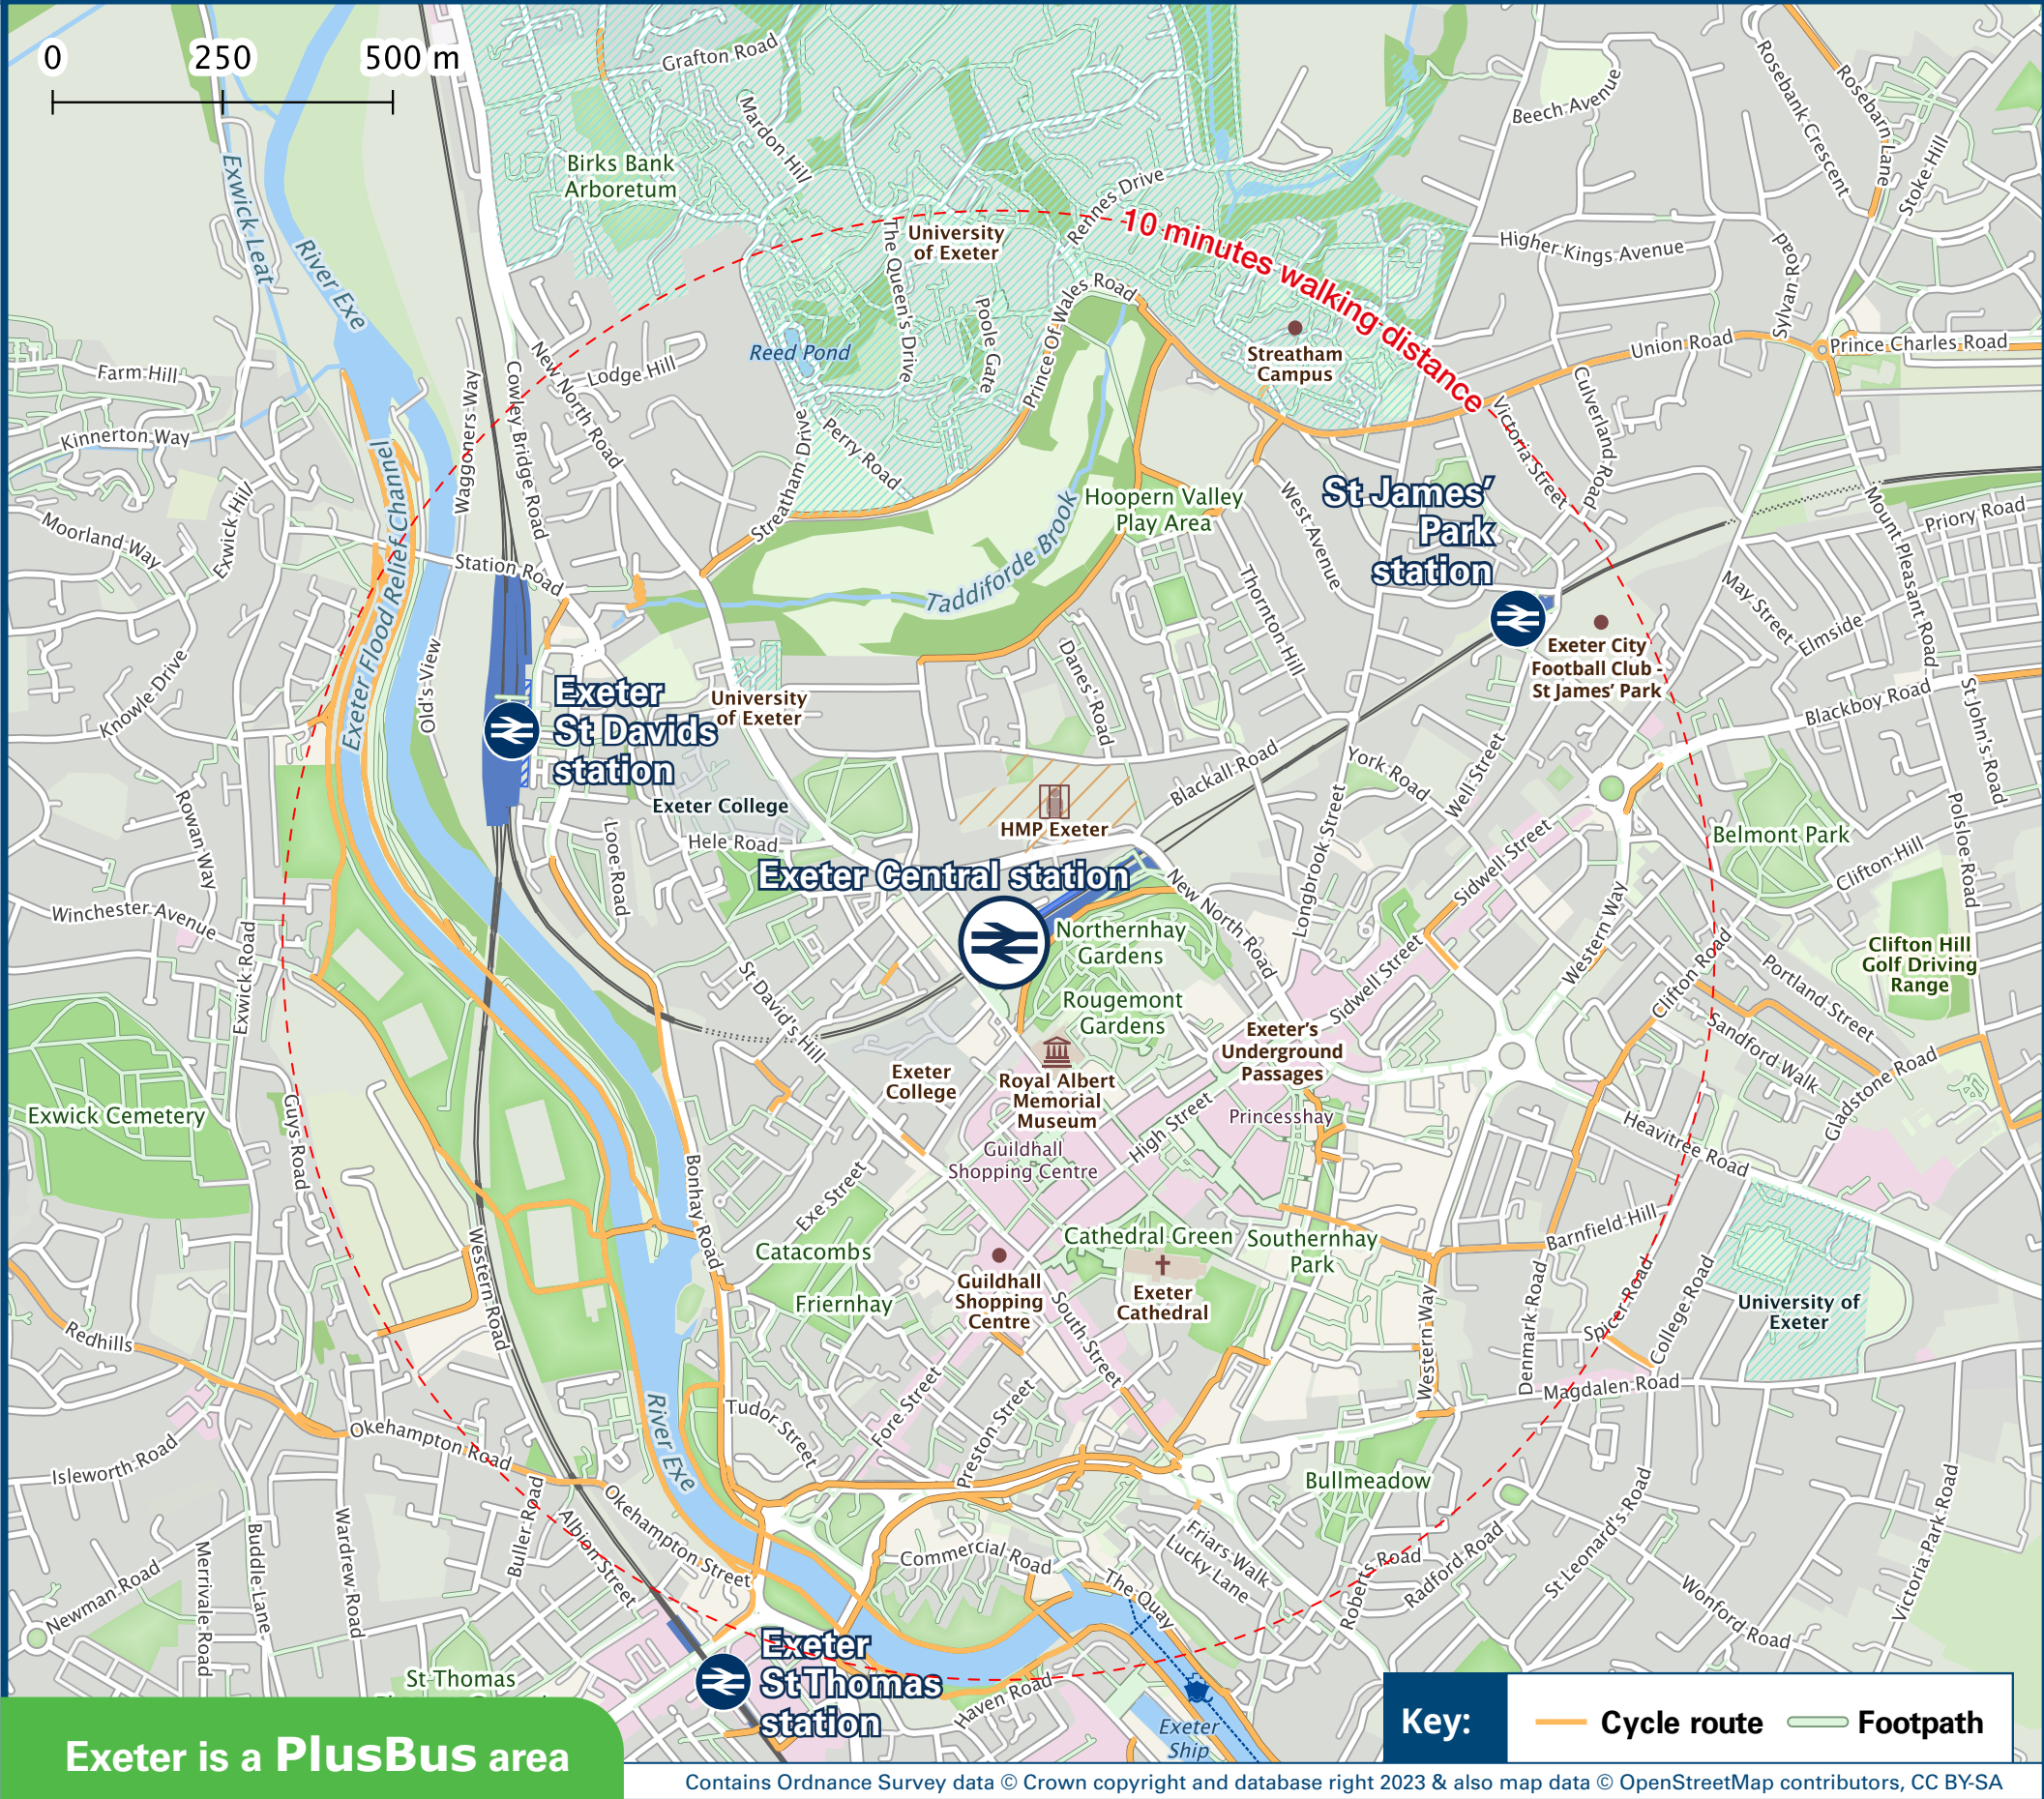 0 250 500 m
Grafton Road
Mardon Hill
Birks Bank
Arboretum
Beech Avenue
Rosebank Crescent
Rosebarn Lane
Stoke Hill
Exwick Leat
River Exe
The Queen's Drive
University
of Exeter
Rennes Drive
10 minutes walking distance
Higher Kings Avenue
Sylvan Road
Prince Of Wales Road
Poole Gate
Reed Pond
Streatham
Campus
Union Road
Prince Charles Road
Farm Hill
Kinnerton Way
Waggoners Way
Cowley Bridge Road
New North Road
Lodge Hill
Streatham Drive
Perry Road
Victoria Street
Culverland Road
Moorland Way
Exwick Hill
Exeter Flood Relief Channel
Station Road
Taddiforde Brook
Hoopern Valley
Play Area
West Avenue
St James'
Park
station
Mount Pleasant Road
Priory Road
Thornton Hill
May Street
Elmside
Exeter City
Football Club -
St James' Park
Knowle Drive
Old's View
Exeter
St Davids
station
University
of Exeter
Danes' Road
Blackall Road
York Road
Well Street
Blackboy Road
St John's Road
Rowan Way
Exeter College
Looe Road
Hele Road
HMP Exeter
Longbrook Street
Sidwell Street
Belmont Park
Polsloe Road
Clifton Hill
Winchester Avenue
Exwick Road
Exeter Central station
Northernhay
Gardens
New North Road
Sidwell Street
Western Way
Clifton Road
Portland Street
Clifton Hill
Golf Driving
Range
St David's Hill
Rougemont
Gardens
Exeter's
Underground
Passages
Sandford Walk
Gladstone Road
Exwick Cemetery
Guys Road
Exeter
College
Royal Albert
Memorial
Museum
Princesshay
High Street
Heavitree Road
Guildhall
Shopping Centre
Bonhay Road
Exe Street
Western Road
Catacombs
Friernhay
Cathedral Green
Southernhay
Park
Barnfield Hill
Guildhall
Shopping
Centre
South Street
Exeter
Cathedral
Western Way
Denmark Road
Spicer Road
College Road
University of
Exeter
Redhills
Magdalen Road
Okehampton Road
River Exe
Tudor Street
Fore Street
Preston Street
Isleworth Road
Bullmeadow
Buller Road
Okehampton Street
Albion Street
Newman Road
Merrivale Road
Buddle Lane
Wardrew Road
Commercial Road
The Quay
Friars Walk
Lucky Lane
Roberts Road
Radford Road
St Leonard's Road
Wonford Road
Victoria Park Road
Exeter
St Thomas
station
St Thomas
Haven Road
Exeter
Ship
Key: Cycle route Footpath
Exeter is a PlusBus area
Contains Ordnance Survey data © Crown copyright and database right 2023 & also map data © OpenStreetMap contributors, CC BY-SA